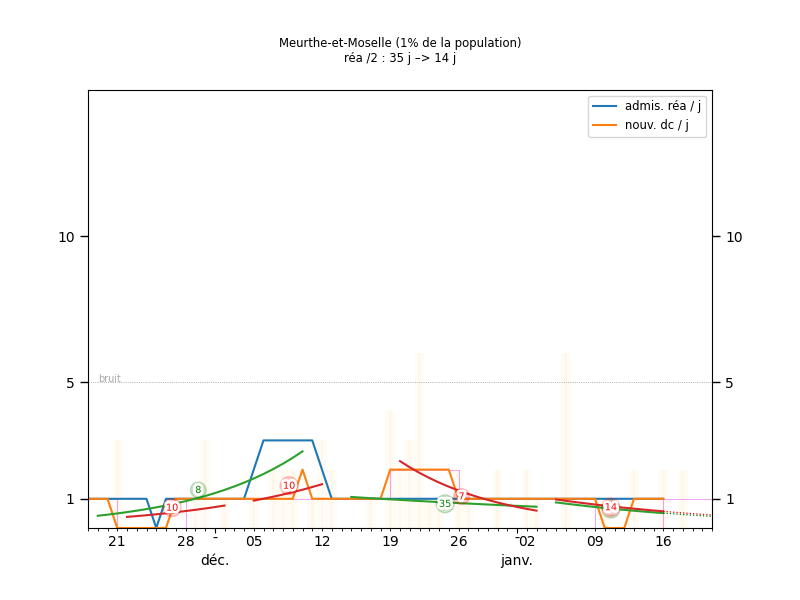 Meurthe-et-Moselle (1% de la population)
réa /2 : 35 j –> 14 j
admis. réa / j
nouv. dc / j
10 10
bruit
5 5
8
10
10
35
7
14
1 1
21 28 - 05 12 19 26 -02 09 16
déc. janv.